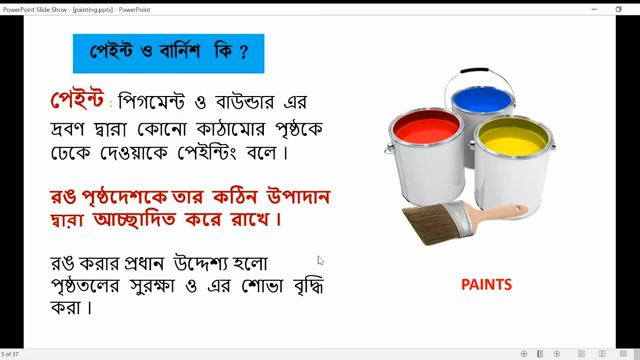 PowerPoint Slide Show - [painting.pptx] - PowerPoint
পেইন্ট ও বার্নিশ কি ?
পেইন্ট : পিগমেন্ট ও বাউন্ডার এর
দ্রবণ দ্বারা কোনো কাঠামোর পৃষ্ঠকে
ঢেকে দেওয়াকে পেইন্টিং বলে।
রঙ পৃষ্ঠদেশকে তার কঠিন উপাদান
দ্বারা আচ্ছাদিত করে রাখে।
রঙ করার প্রধান উদ্দেশ্য হলো
পৃষ্ঠতলের সুরক্ষা ও এর শোভা বৃদ্ধি
করা।
PAINTS
5 of 37